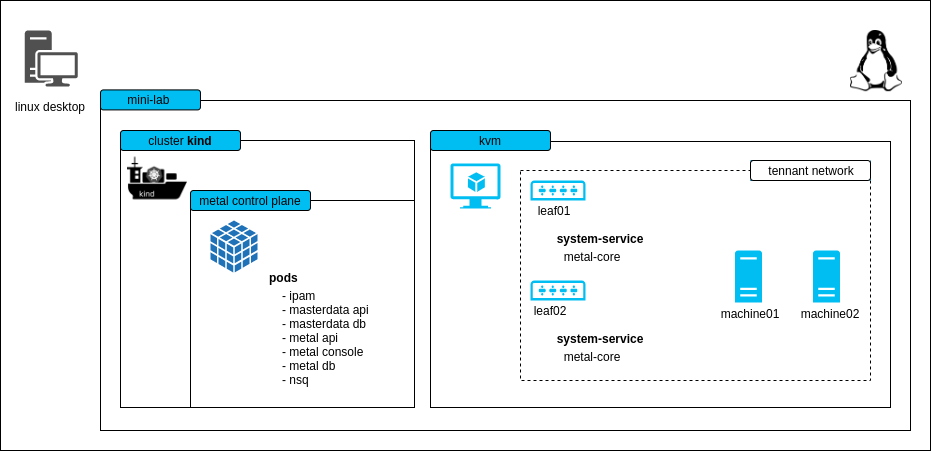 linux desktop
mini-lab
cluster kind
kind
metal control plane
pods
- ipam
- masterdata api
- masterdata db
- metal api
- metal console
- metal db
- nsq
kvm
tennant network
leaf01
system-service
metal-core
leaf02
system-service
metal-core
machine01
machine02